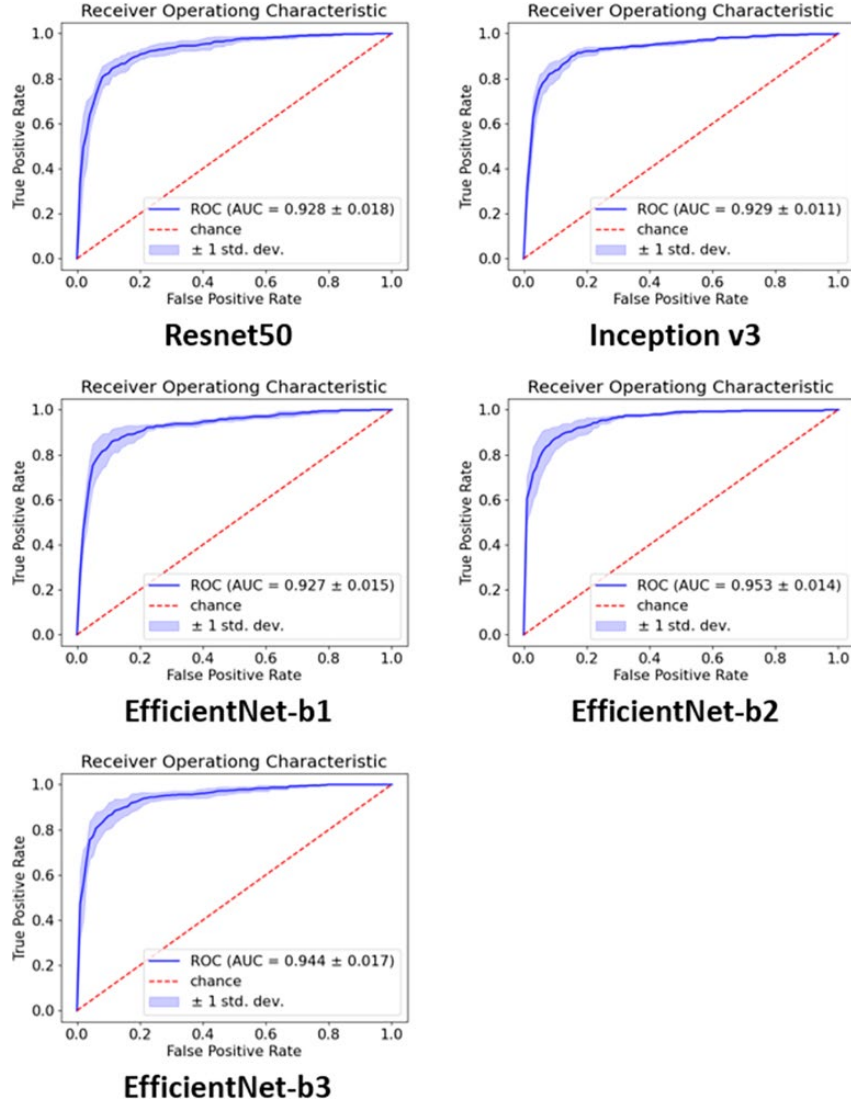 Receiver Operationg Characteristic
1.0
0.8
0.6
0.4
0.2
0.0
True Positive Rate
ROC (AUC = 0.928 ± 0.018)
chance
± 1 std. dev.
0.0 0.2 0.4 0.6 0.8 1.0
False Positive Rate
Resnet50
Receiver Operationg Characteristic
1.0
0.8
0.6
0.4
0.2
0.0
True Positive Rate
ROC (AUC = 0.929 ± 0.011)
chance
± 1 std. dev.
0.0 0.2 0.4 0.6 0.8 1.0
False Positive Rate
Inception v3
Receiver Operationg Characteristic
1.0
0.8
0.6
0.4
0.2
0.0
True Positive Rate
ROC (AUC = 0.927 ± 0.015)
chance
± 1 std. dev.
0.0 0.2 0.4 0.6 0.8 1.0
False Positive Rate
EfficientNet-b1
Receiver Operationg Characteristic
1.0
0.8
0.6
0.4
0.2
0.0
True Positive Rate
ROC (AUC = 0.953 ± 0.014)
chance
± 1 std. dev.
0.0 0.2 0.4 0.6 0.8 1.0
False Positive Rate
EfficientNet-b2
Receiver Operationg Characteristic
1.0
0.8
0.6
0.4
0.2
0.0
True Positive Rate
ROC (AUC = 0.944 ± 0.017)
chance
± 1 std. dev.
0.0 0.2 0.4 0.6 0.8 1.0
False Positive Rate
EfficientNet-b3